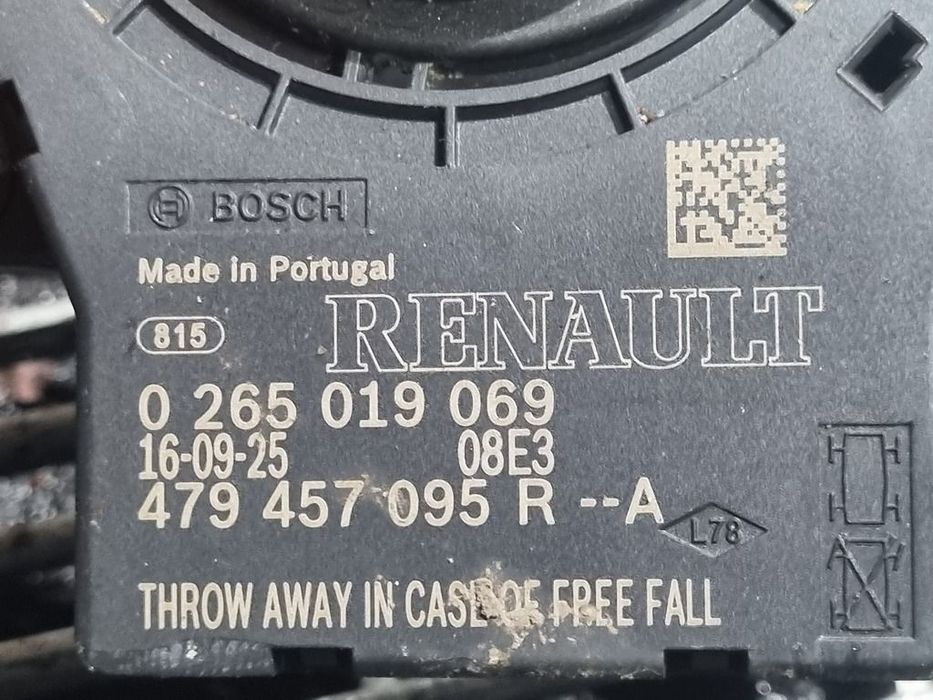 BOSCH
Made in Portugal
815
RENAULT
0 265 019 069
16-09-25 08E3
479 457 095 R --A
L78
THROW AWAY IN CASE OF FREE FALL